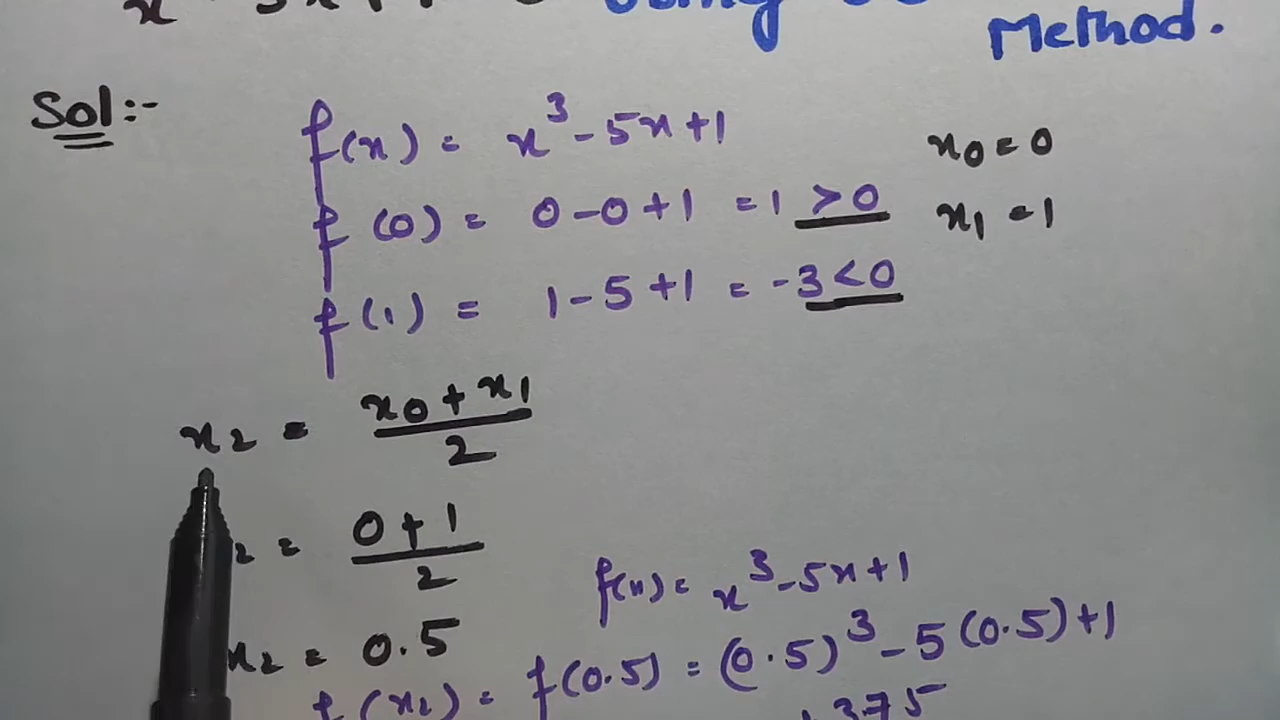 Method.
Sol:-
f(x) = x³ - 5x + 1
x₀ = 0
f(0) = 0 - 0 + 1 = 1 > 0
x₁ = 1
f(1) = 1 - 5 + 1 = -3 < 0
x₂ = (x₀ + x₁)/2
₂ = (0 + 1)/2
f(x) = x³ - 5x + 1
x₂ = 0.5
f(x₂) = f(0.5) = (0.5)³ - 5(0.5) + 1
.375